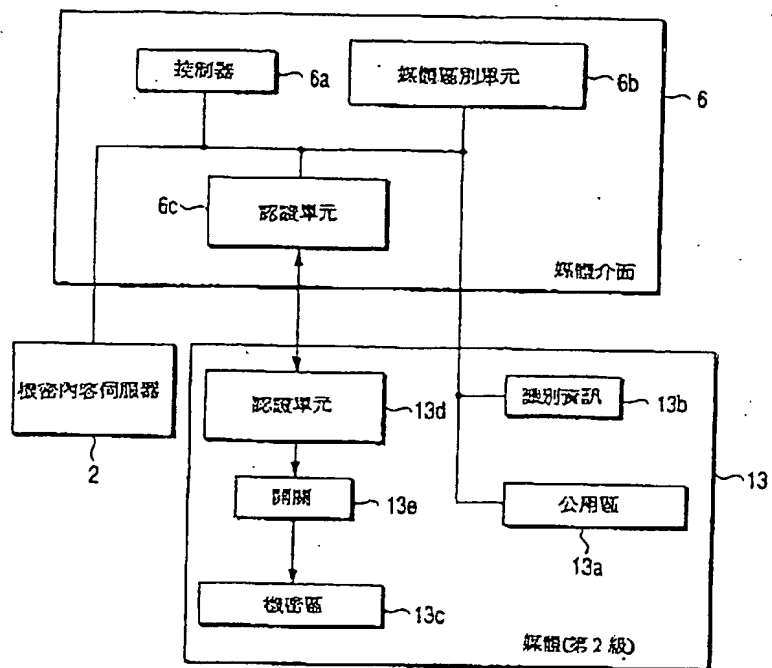 控制器
6a
媒體區別單元
6b
6
6c
認證單元
媒體介面
機密內容伺服器
2
認證單元
13d
識別資訊
13b
開關
13e
公用區
13a
13
機密區
13c
媒體(第2級)